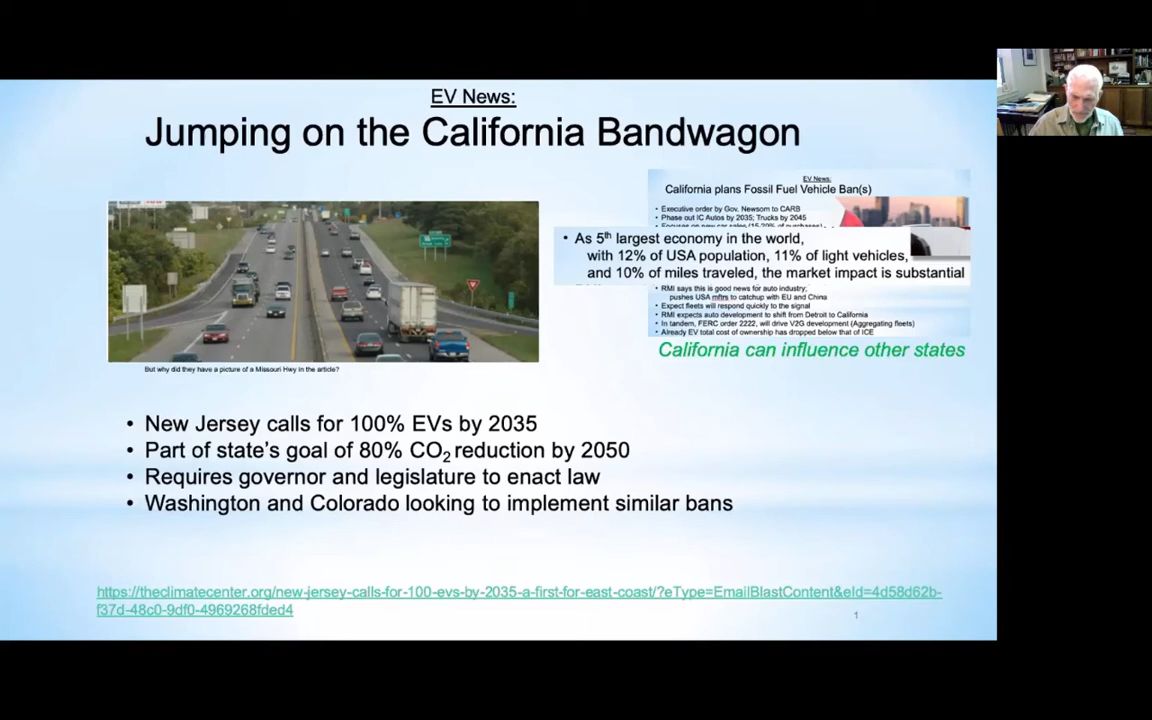 EV News:
Jumping on the California Bandwagon
EV News:
California plans Fossil Fuel Vehicle Ban(s)
• Executive order by Gov. Newsom to CARB
• Phase out IC Autos by 2035; Trucks by 2045
• As 5th largest economy in the world,
with 12% of USA population, 11% of light vehicles,
and 10% of miles traveled, the market impact is substantial
• RMI says this is good news for auto industry;
pushes USA mfrs to catchup with EU and China
• Expect fleets will respond quickly to the signal
• RMI expects auto development to shift from Detroit to California
• In tandem, FERC order 2222, will drive V2G development (Aggregating fleets)
• Already EV total cost of ownership has dropped below that of ICE
California can influence other states
But why did they have a picture of a Missouri Hwy in the article?
• New Jersey calls for 100% EVs by 2035
• Part of state's goal of 80% CO2 reduction by 2050
• Requires governor and legislature to enact law
• Washington and Colorado looking to implement similar bans
https://theclimatecenter.org/new-jersey-calls-for-100-evs-by-2035-a-first-for-east-coast/?eType=EmailBlastContent&eId=4d58d62b-
f37d-48c0-9df0-4969268fded4
1